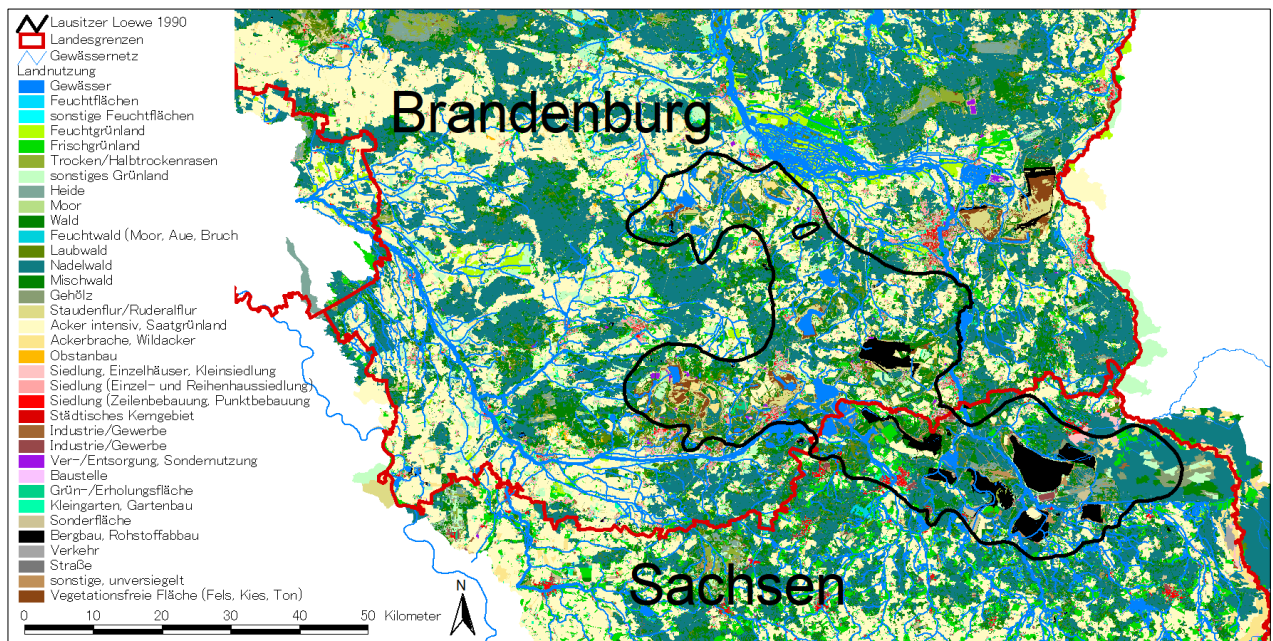 Lausitzer Loewe 1990
Landesgrenzen
Gewässernetz
Landnutzung
Gewässer
Feuchtflächen
sonstige Feuchtflächen
Feuchtgrünland
Frischgrünland
Trocken/Halbtrockenrasen
sonstiges Grünland
Heide
Moor
Wald
Feuchtwald (Moor, Aue, Bruch
Laubwald
Nadelwald
Mischwald
Gehölz
Staudenflur/Ruderalflur
Acker intensiv, Saatgrünland
Ackerbrache, Wildacker
Obstanbau
Siedlung, Einzelhäuser, Kleinsiedlung
Siedlung (Einzel- und Reihenhaussiedlung)
Siedlung (Zeilenbebauung, Punktbebauung
Städtisches Kerngebiet
Industrie/Gewerbe
Industrie/Gewerbe
Ver-/Entsorgung, Sondernutzung
Baustelle
Grün-/Erholungsfläche
Kleingarten, Gartenbau
Sonderfläche
Bergbau, Rohstoffabbau
Verkehr
Straße
sonstige, unversiegelt
Vegetationsfreie Fläche (Fels, Kies, Ton)
0 10 20 30 40 50 Kilometer
N
Brandenburg
Sachsen